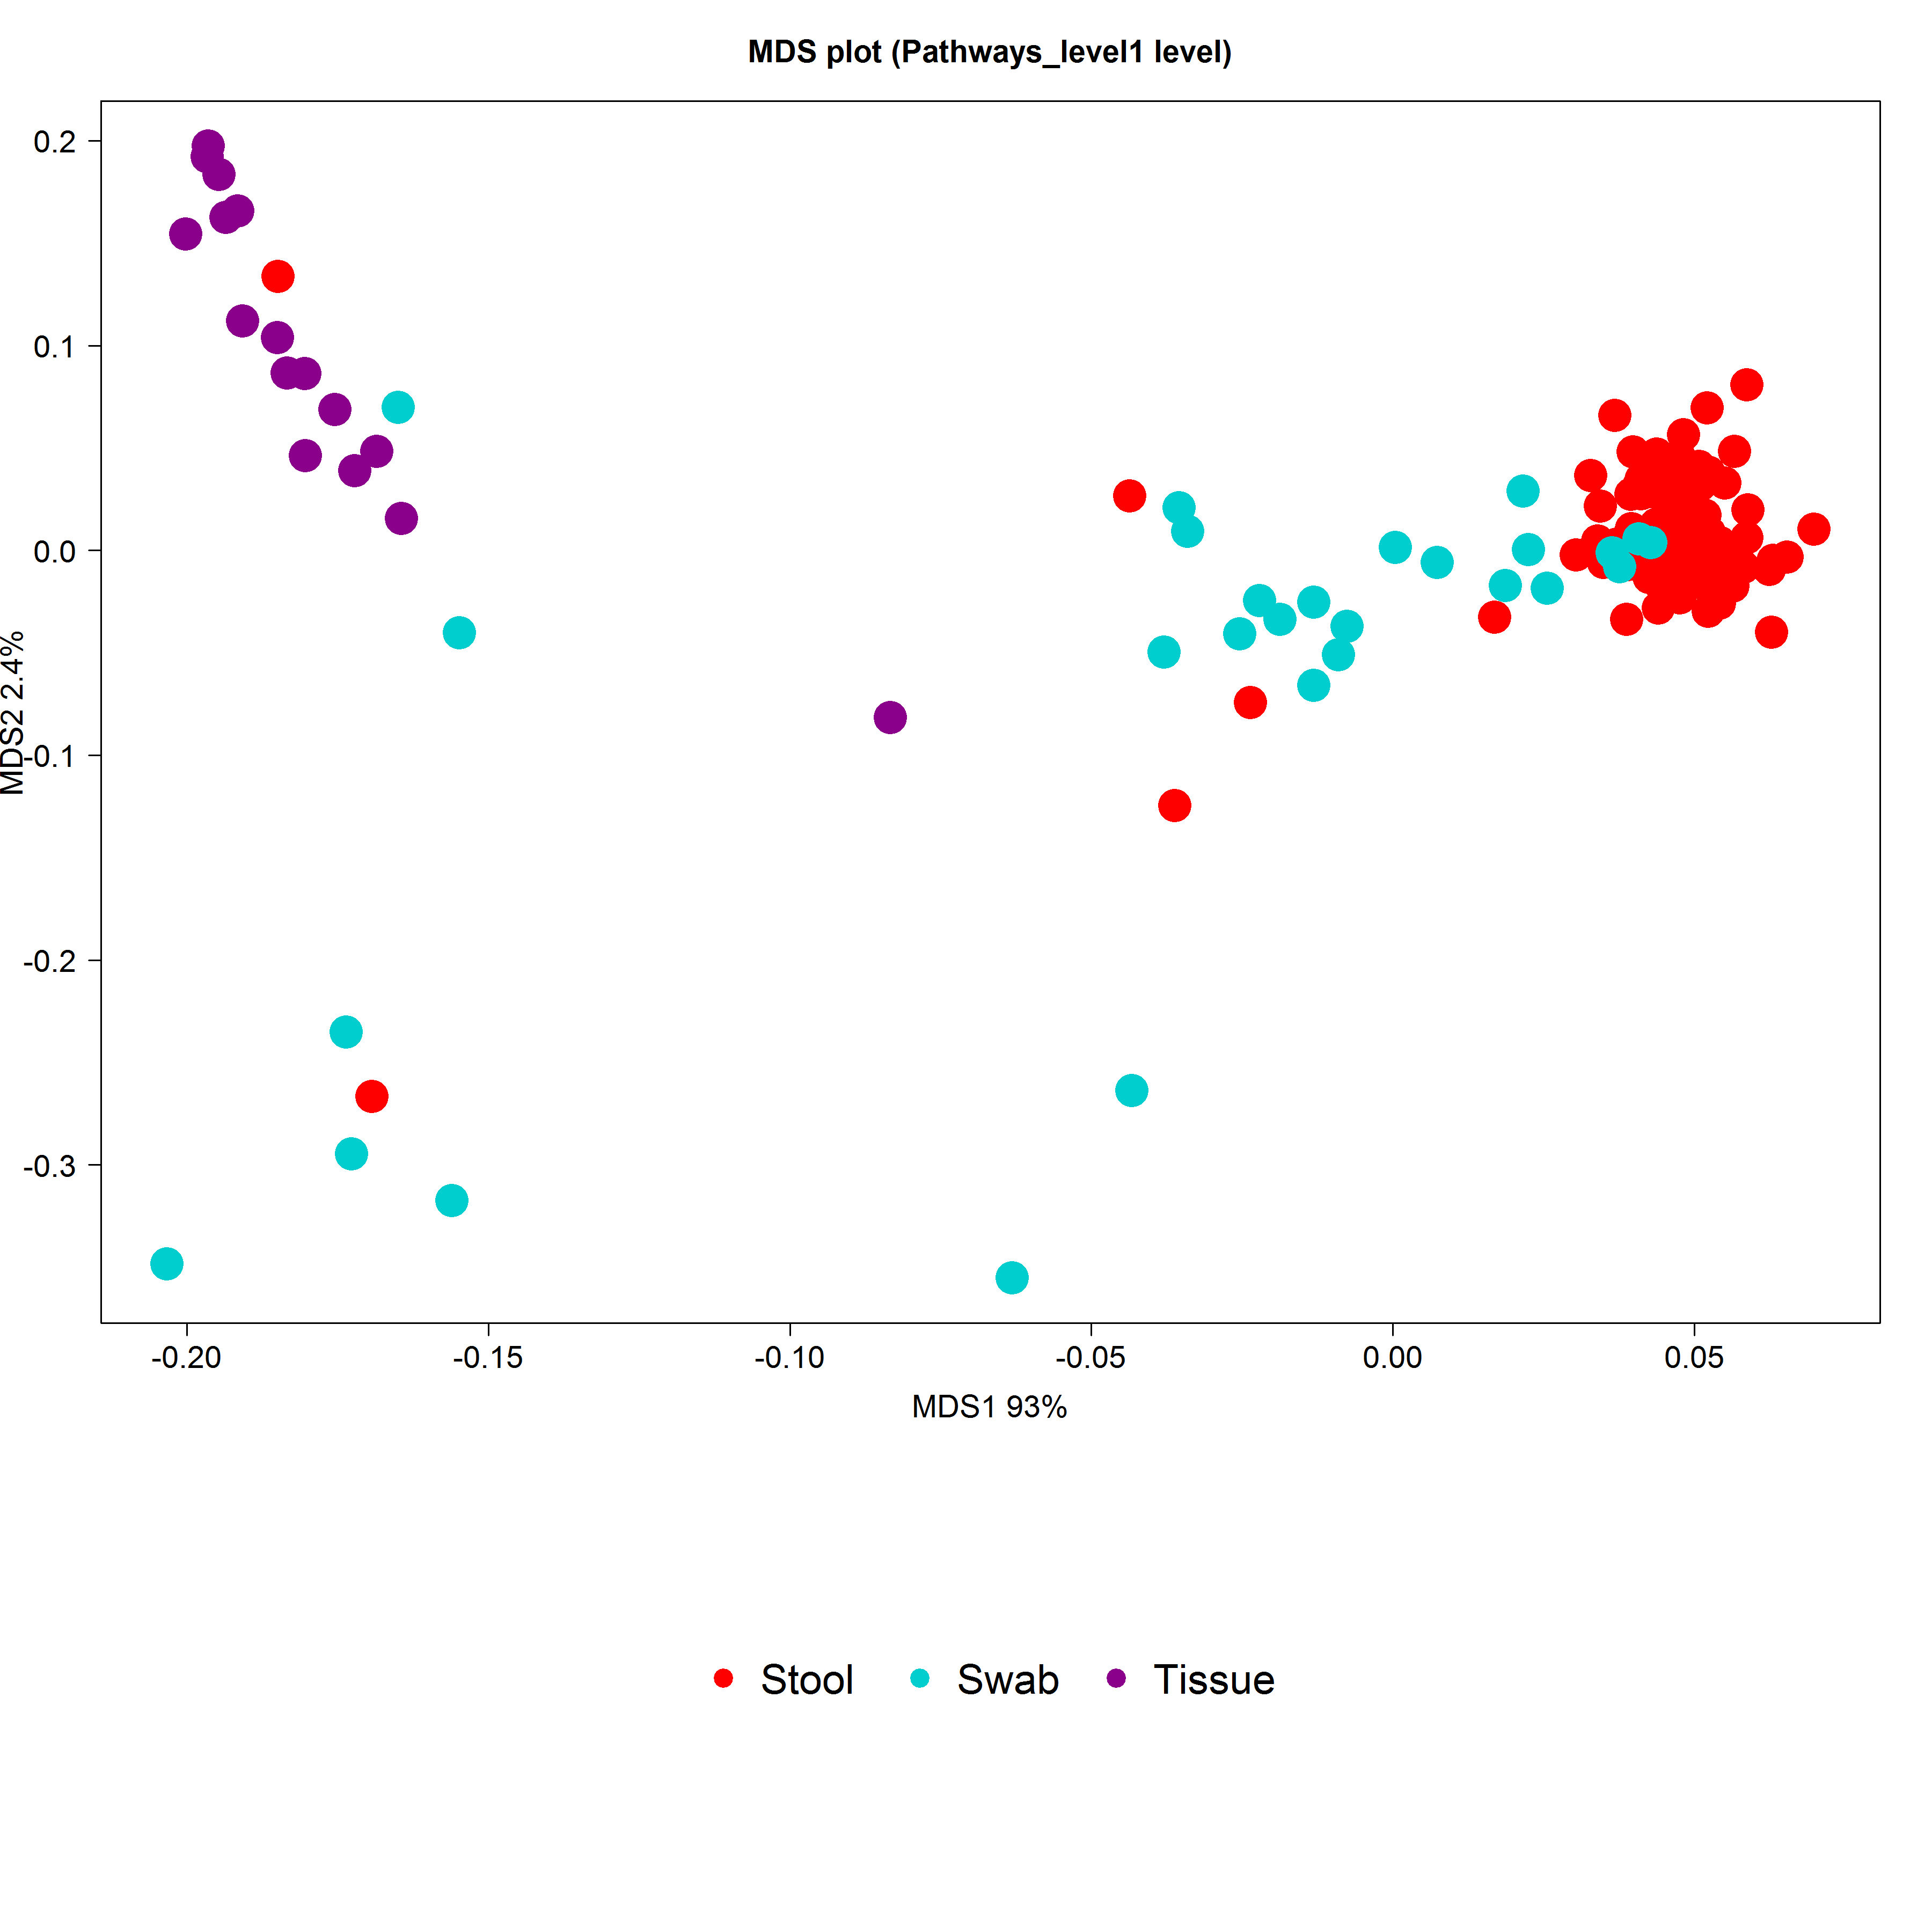 MDS plot (Pathways_level1 level)
0.2
0.1
0.0
-0.1
-0.2
-0.3
MDS2 2.4%
-0.20 -0.15 -0.10 -0.05 0.00 0.05
MDS1 93%
Stool Swab Tissue